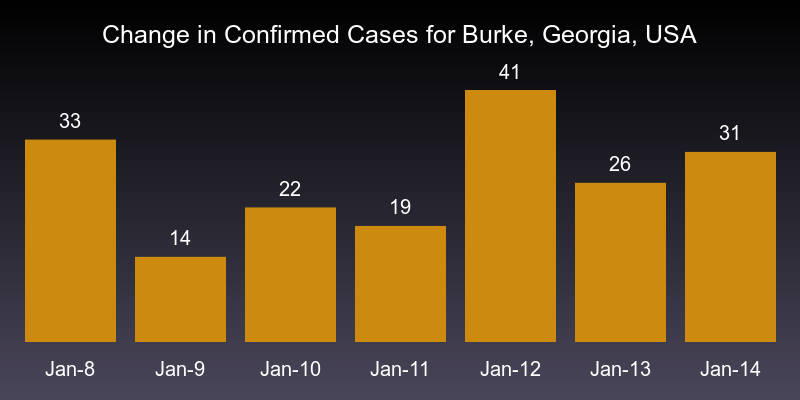 Change in Confirmed Cases for Burke, Georgia, USA
33
14
22
19
41
26
31
Jan-8
Jan-9
Jan-10
Jan-11
Jan-12
Jan-13
Jan-14